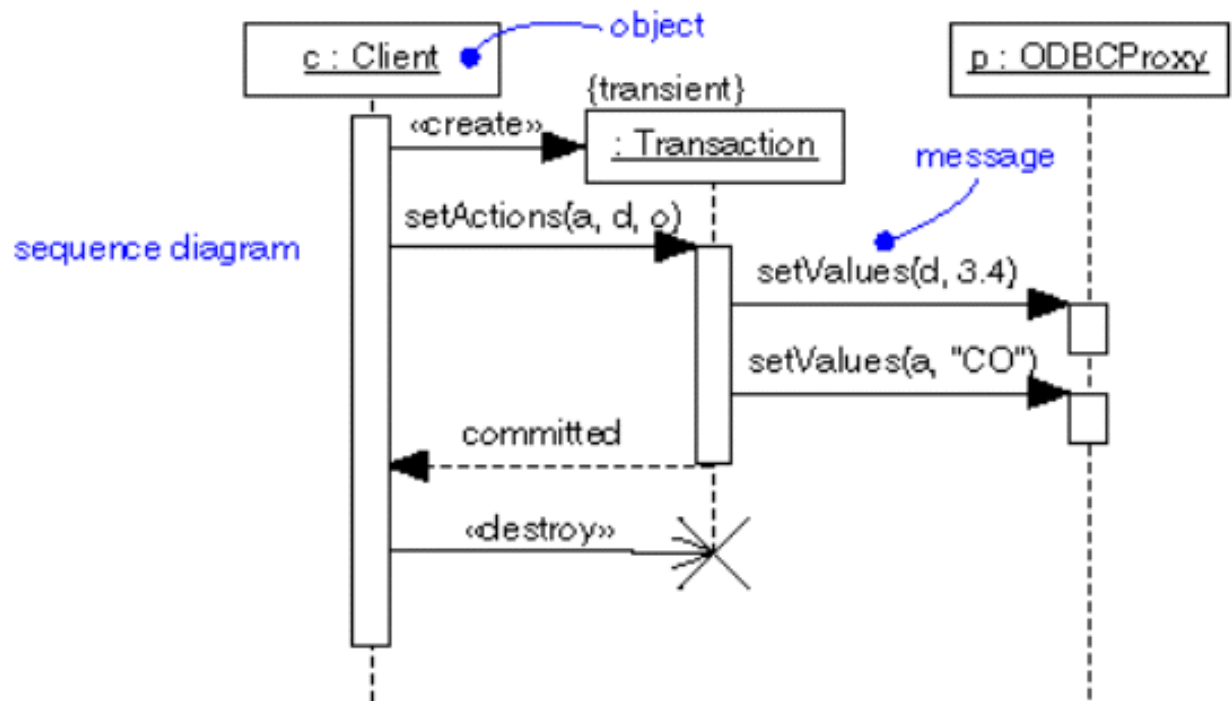 object
c : Client
p : ODBCProxy
{transient}
«create»
: Transaction
message
setActions(a, d, o)
sequence diagram
setValues(d, 3.4)
setValues(a, "CO")
committed
«destroy»